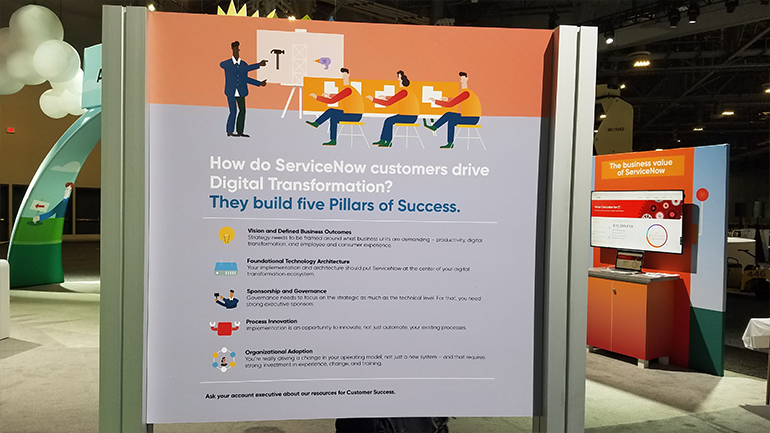 How do ServiceNow customers drive
Digital Transformation?
They build five Pillars of Success.
Vision and Defined Business Outcomes
Strategy needs to be framed around what business units are demanding – productivity, digital
transformation, and employee and consumer experience.
Foundational Technology Architecture
Your implementation and architecture should put ServiceNow at the center of your digital
transformation ecosystem.
Sponsorship and Governance
Governance needs to focus on the strategic as much as the technical level. For that, you need
strong executive sponsors.
Process Innovation
Implementation is an opportunity to innovate, not just automate, your existing processes.
Organizational Adoption
You're really driving a change in your operating model, not just a new system – and that requires
strong investment in experience, change, and training.
Ask your account executive about our resources for Customer Success.
The business value
of ServiceNow